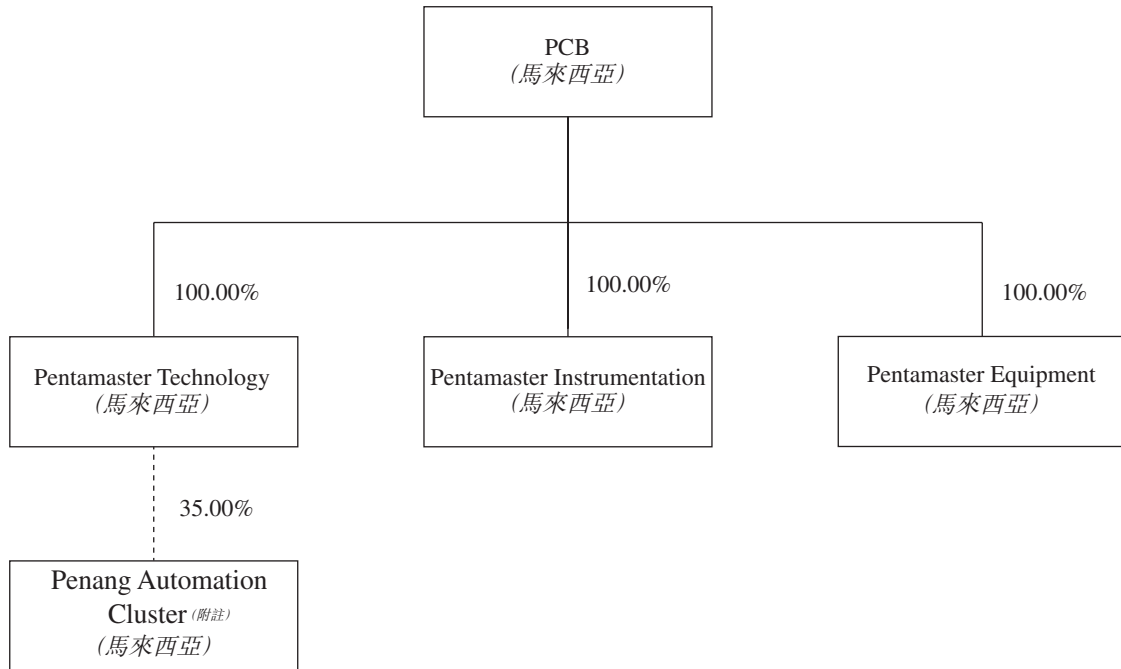 PCB
(馬來西亞)
100.00%
100.00%
100.00%
Pentamaster Technology
(馬來西亞)
Pentamaster Instrumentation
(馬來西亞)
Pentamaster Equipment
(馬來西亞)
35.00%
Penang Automation
Cluster (附註)
(馬來西亞)